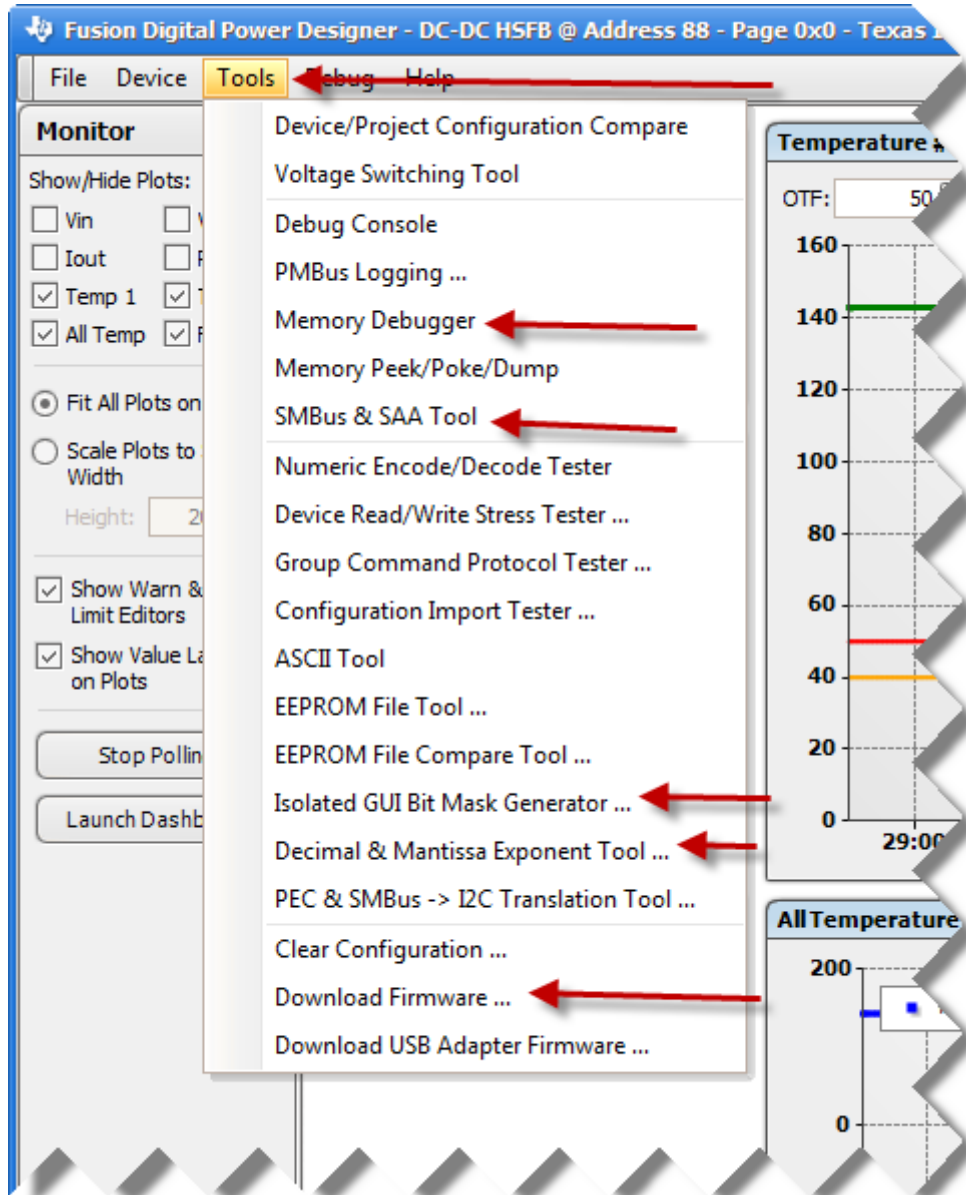 Fusion Digital Power Designer - DC-DC HSFB @ Address 88 - Page 0x0 - Texas
File Device Tools Debug Help
Monitor
Show/Hide Plots:
Vin
Iout
Temp 1
All Temp
Fit All Plots on
Scale Plots to
Width
Height:
Show Warn &
Limit Editors
Show Value
on Plots
Stop
Launch
Device/Project Configuration Compare
Voltage Switching Tool
Debug Console
PMBus Logging ...
Memory Debugger
Memory Peek/Poke/Dump
SMBus & SAA Tool
Numeric Encode/Decode Tester
Device Read/Write Stress Tester ...
Group Command Protocol Tester ...
Configuration Import Tester ...
ASCII Tool
EEPROM File Tool ...
EEPROM File Compare Tool ...
Isolated GUI Bit Mask Generator ...
Decimal & Mantissa Exponent Tool ...
PEC & SMBus -> I2C Translation Tool ...
Clear Configuration ...
Download Firmware ...
Download USB Adapter Firmware ...
Temperature
OTF: 50
160
140
120
100
80
60
40
20
0
29:00
All Temperature
200
0